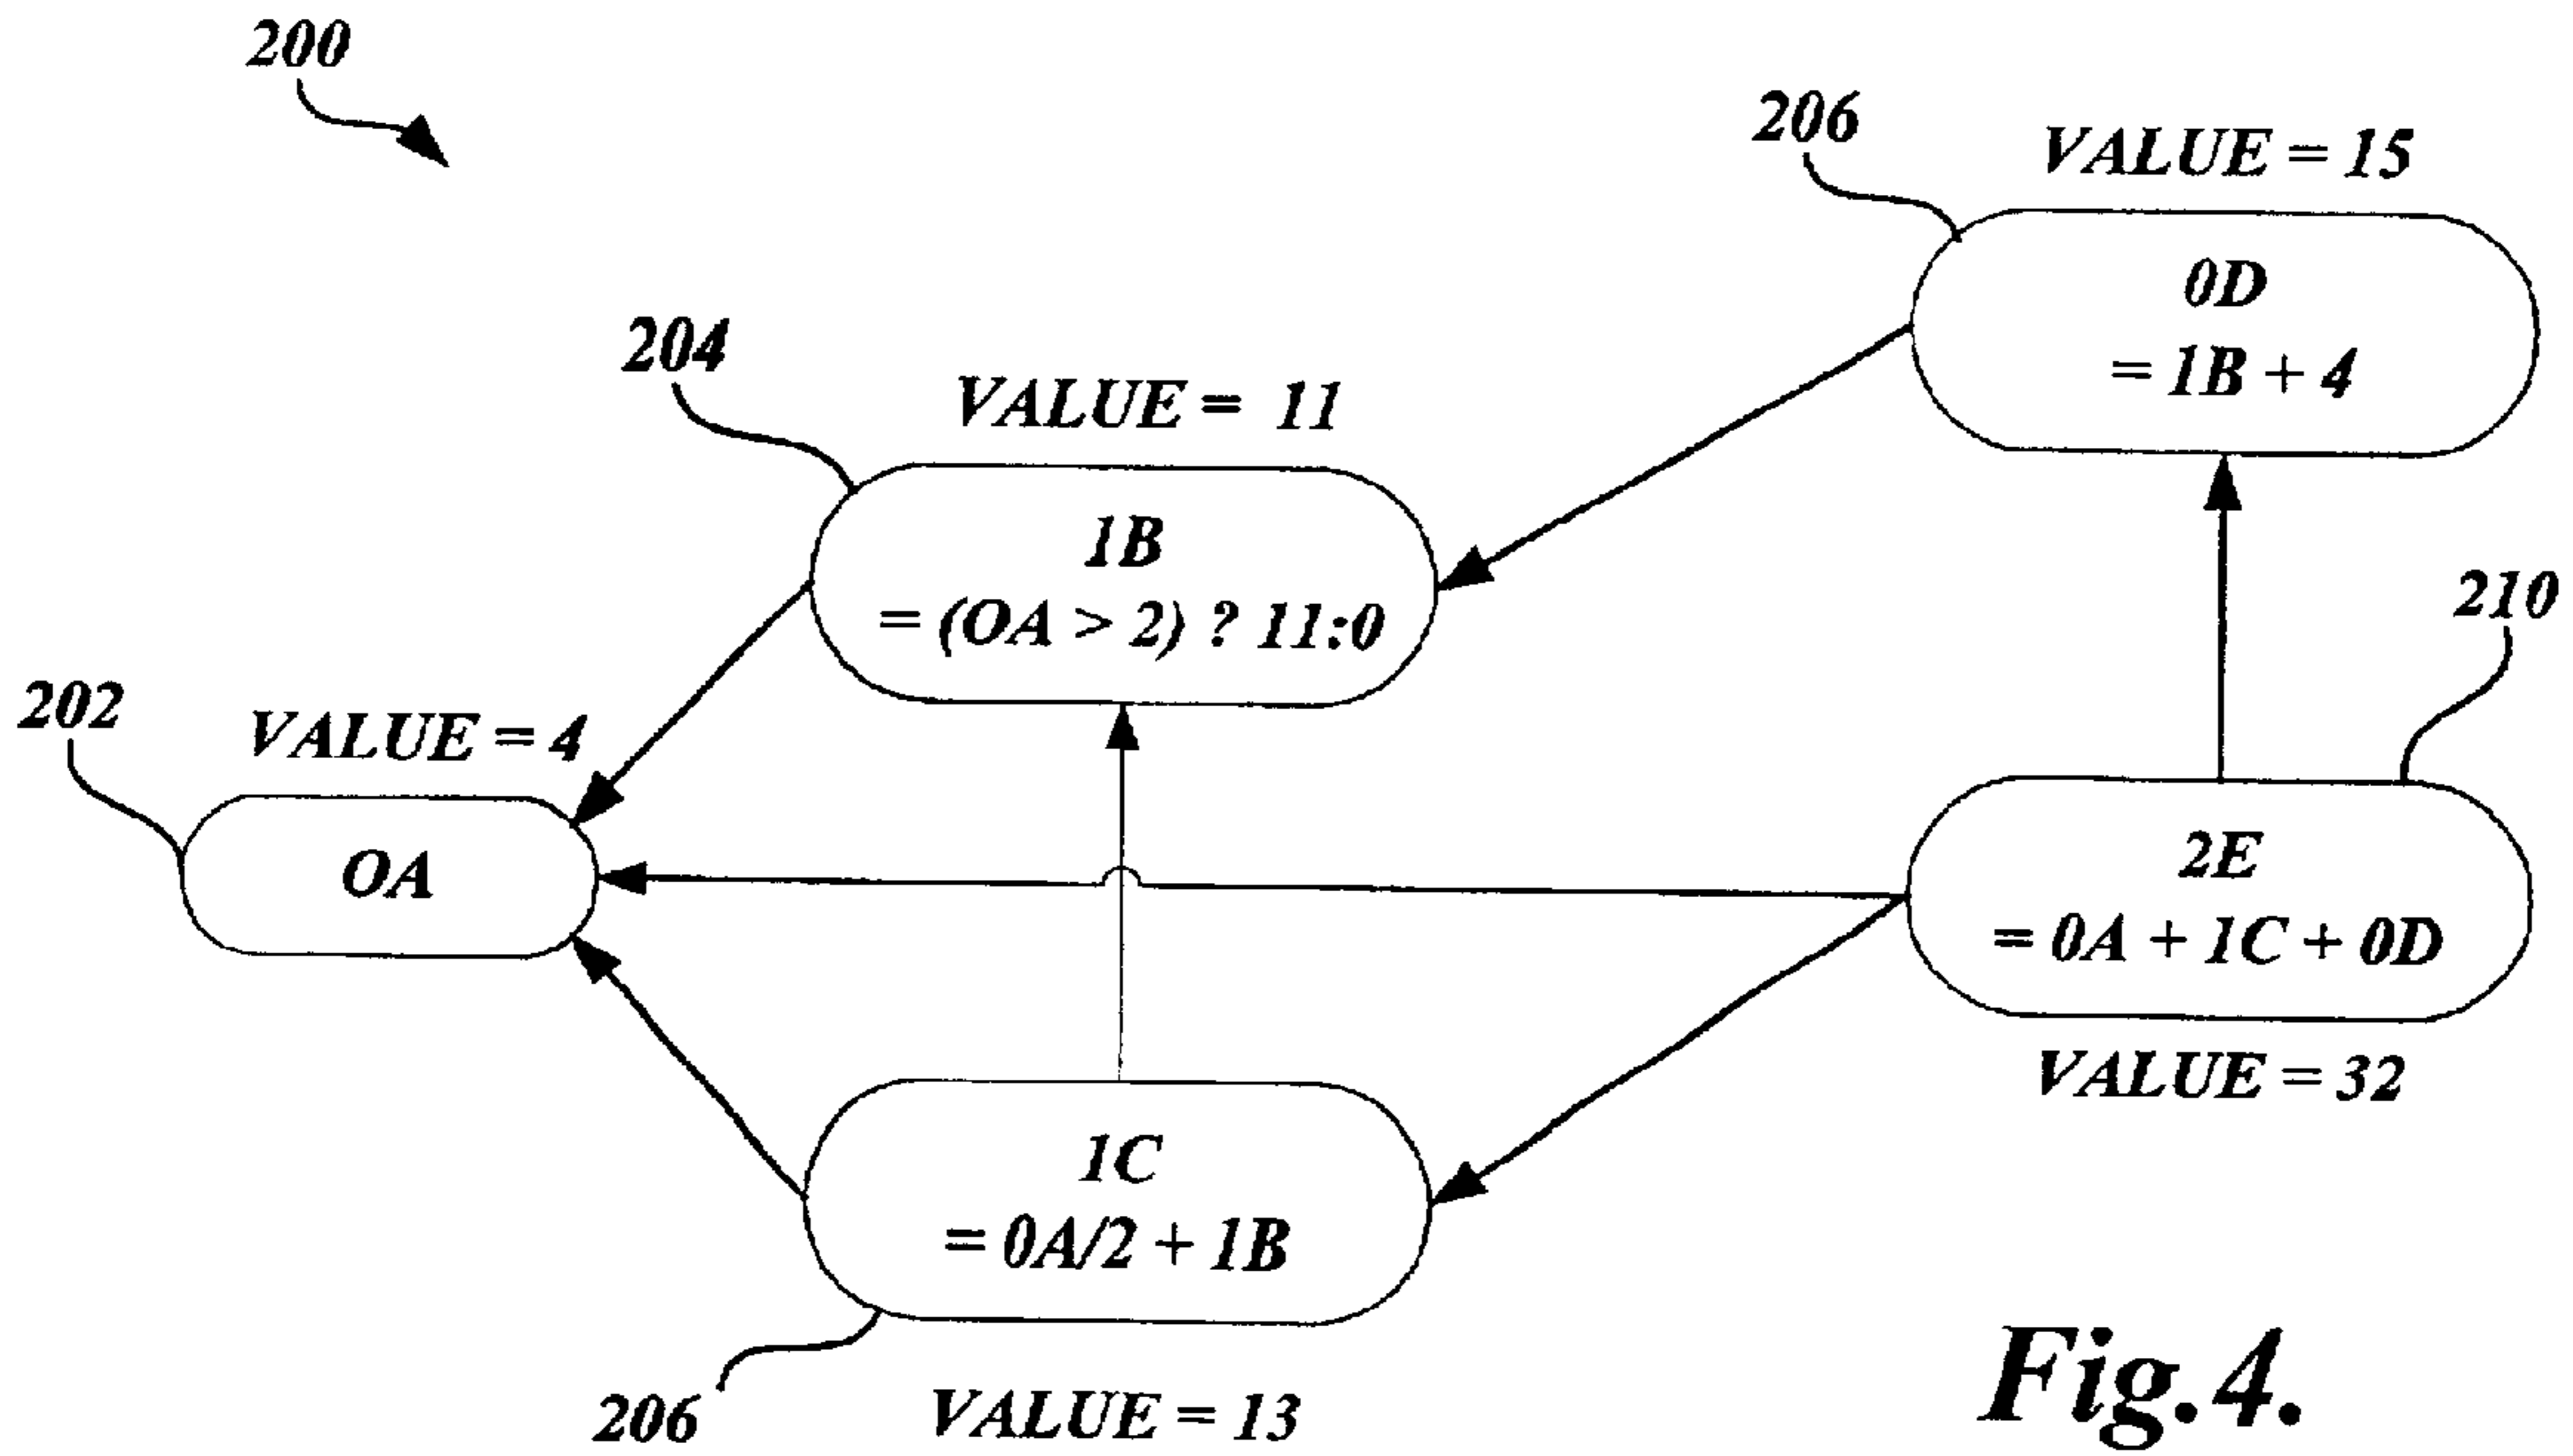 200
206
VALUE = 15
0D
= 1B + 4
204
VALUE = 11
1B
= (OA > 2) ? 11:0
210
202
VALUE = 4
OA
2E
= 0A + 1C + 0D
VALUE = 32
1C
= 0A/2 + 1B
206
VALUE = 13
Fig.4.